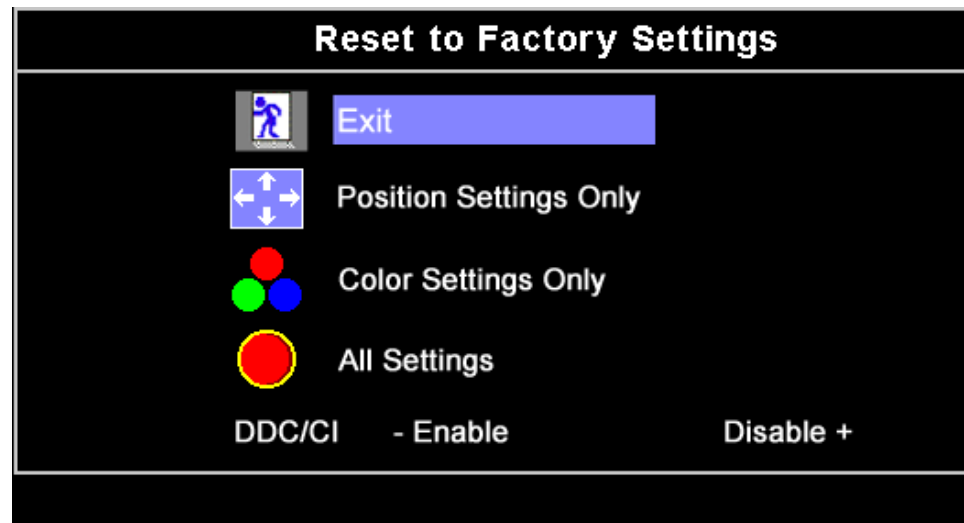 Reset to Factory Settings
Exit
Position Settings Only
Color Settings Only
All Settings
DDC/CI - Enable Disable +